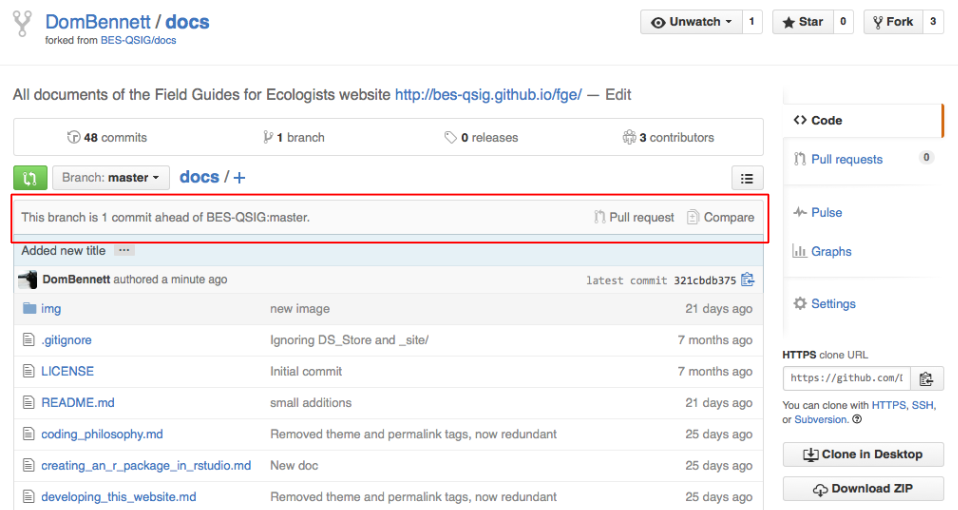 DomBennett / docs
forked from BES-QSIG/docs
Unwatch 1
Star 0
Fork 3
All documents of the Field Guides for Ecologists website http://bes-qsig.github.io/fge/ — Edit
48 commits
1 branch
0 releases
3 contributors
Branch: master
docs / +
This branch is 1 commit ahead of BES-QSIG:master.
Pull request
Compare
Added new title ...
DomBennett authored a minute ago
latest commit 321cbdb375
img new image 21 days ago
.gitignore Ignoring DS_Store and _site/ 7 months ago
LICENSE Initial commit 7 months ago
README.md small additions 21 days ago
coding_philosophy.md Removed theme and permalink tags, now redundant 25 days ago
creating_an_r_package_in_rstudio.md New doc 25 days ago
developing_this_website.md Removed theme and permalink tags, now redundant 25 days ago
<> Code
Pull requests 0
Pulse
Graphs
Settings
HTTPS clone URL
https://github.com/
You can clone with HTTPS, SSH,
or Subversion.
Clone in Desktop
Download ZIP